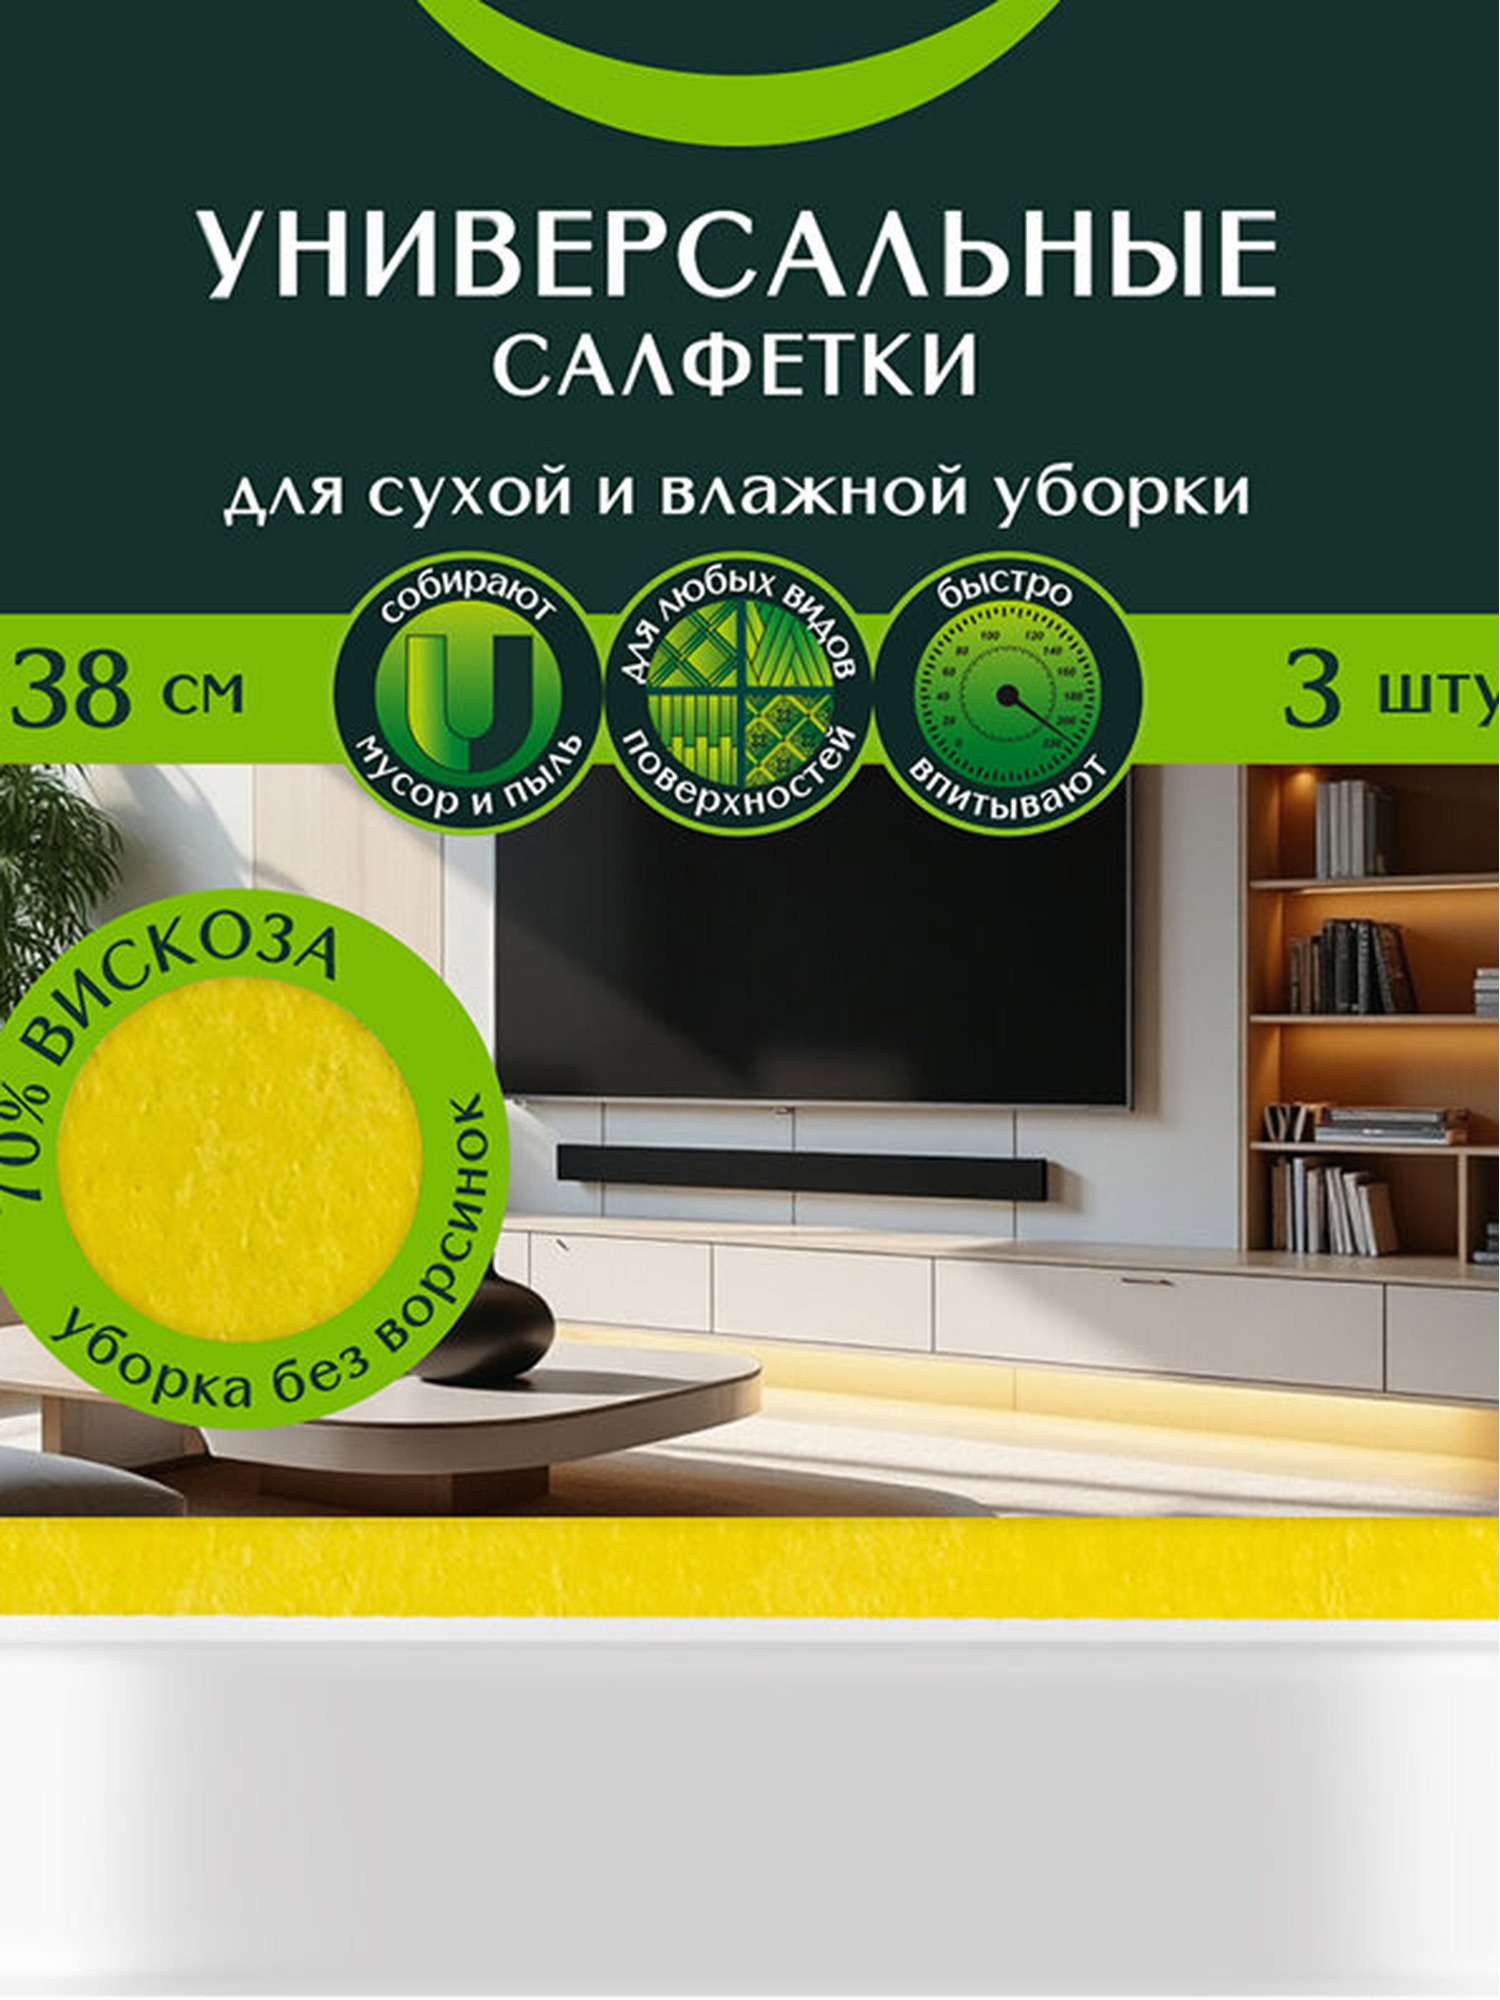 УНИВЕРСАЛЬНЫЕ
САЛФЕТКИ
для сухой и влажной уборки
38 см
собирают
мусор и пыль
для любых видов
поверхностей
быстро
впитывают
3
70% ВИСКОЗА
уборка без ворсинок